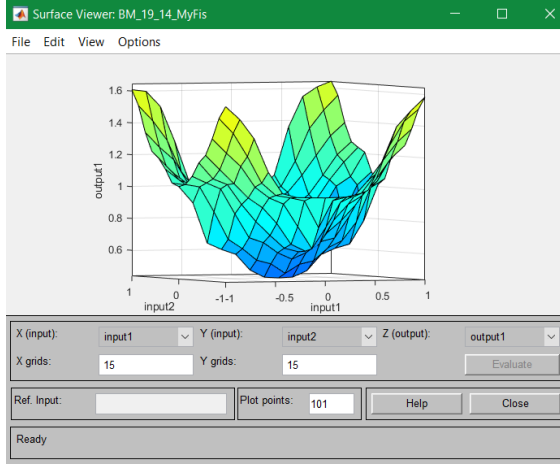 Surface Viewer: BM_19_14_MyFis
File Edit View Options
1.6
1.4
1.2
1
0.8
0.6
output1
1 0 -1 -1 -0.5 0 0.5 1
input2 input1
X (input): input1 Y (input): input2 Z (output): output1
X grids: 15 Y grids: 15 Evaluate
Ref. Input: Plot points: 101 Help Close
Ready